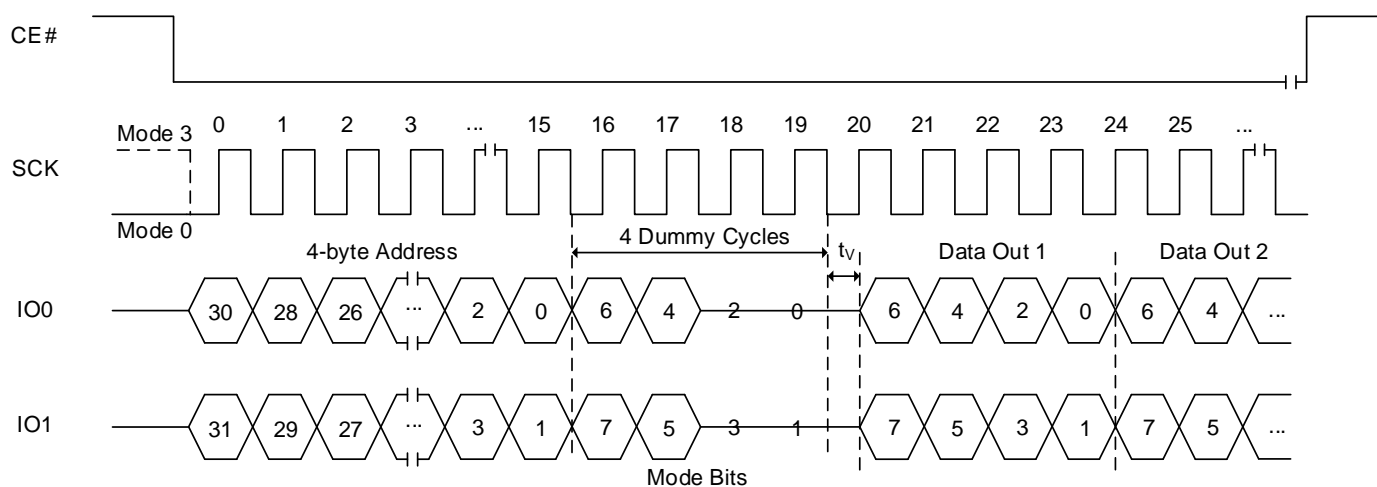 CE#
Mode 3 0 1 2 3 ... 15 16 17 18 19 20 21 22 23 24 25 ...
SCK
Mode 0
4-byte Address 4 Dummy Cycles tV Data Out 1 Data Out 2
IO0 30 28 26 ... 2 0 6 4 2 0 6 4 2 0 6 4 ...
IO1 31 29 27 ... 3 1 7 5 3 1 7 5 3 1 7 5 ...
Mode Bits